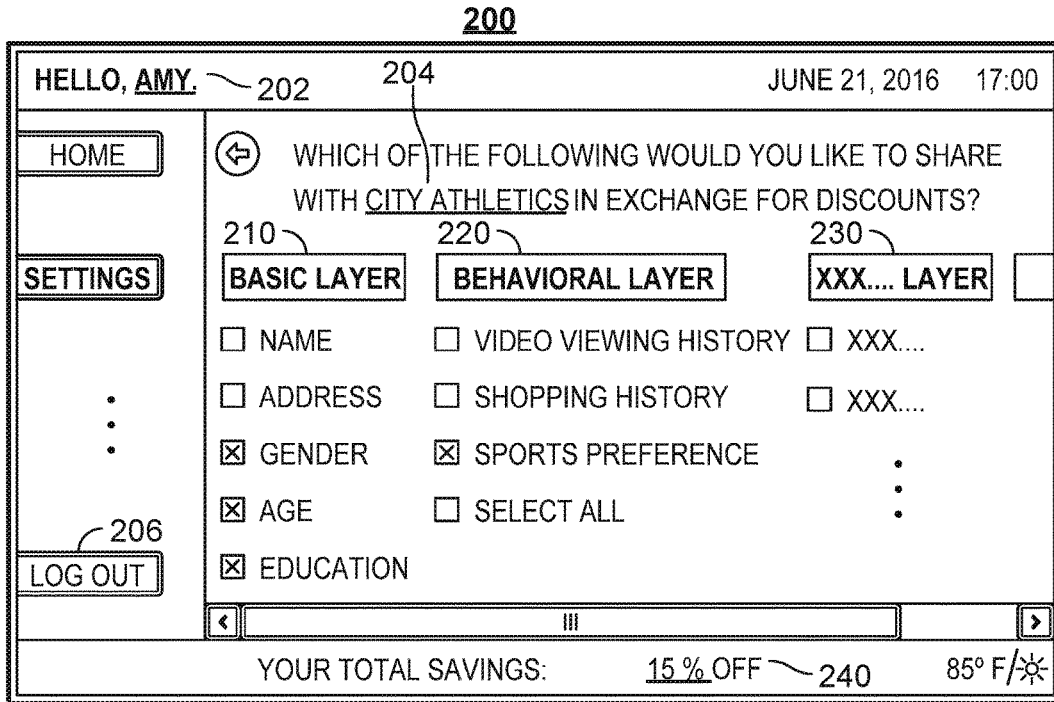 200
HELLO, AMY. 202 204 JUNE 21, 2016 17:00
HOME WHICH OF THE FOLLOWING WOULD YOU LIKE TO SHARE
WITH CITY ATHLETICS IN EXCHANGE FOR DISCOUNTS?
210 220 230
SETTINGS BASIC LAYER BEHAVIORAL LAYER XXX.... LAYER
NAME VIDEO VIEWING HISTORY XXX....
ADDRESS SHOPPING HISTORY XXX....
GENDER SPORTS PREFERENCE
AGE SELECT ALL
206
LOG OUT EDUCATION
YOUR TOTAL SAVINGS: 15 % OFF 240 85º F/